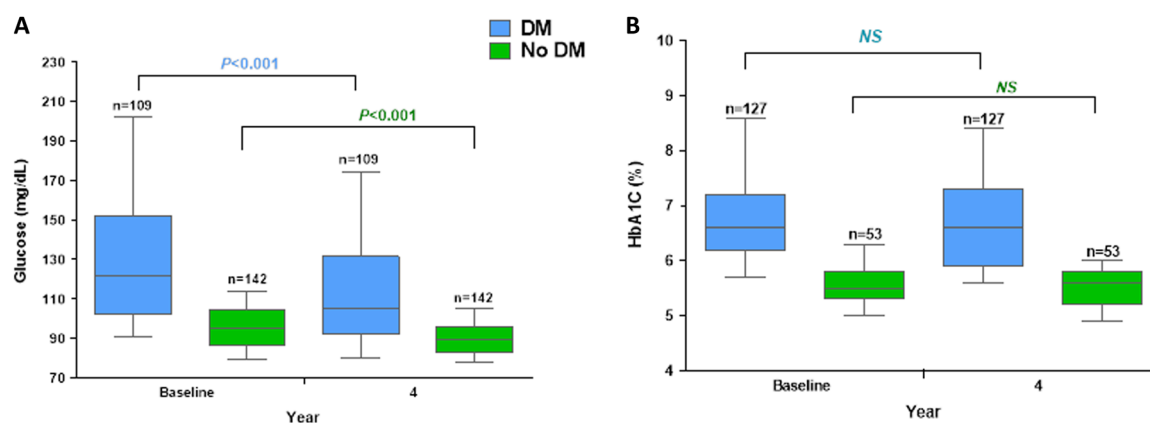 A
DM
No DM
Glucose (mg/dL)
230
210
190
170
150
130
110
90
70
P<0.001
n=109
P<0.001
n=109
n=142
n=142
Baseline
4
Year
B
HbA1C (%)
10
9
8
7
6
5
4
NS
NS
n=127
n=127
n=53
n=53
Baseline
4
Year